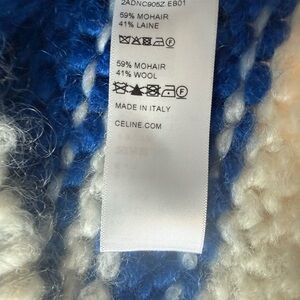 2ADNC905Z EB01
59% MOHAIR
41% LAINE
59% MOHAIR
41% WOOL
MADE IN ITALY
CELINE.COM